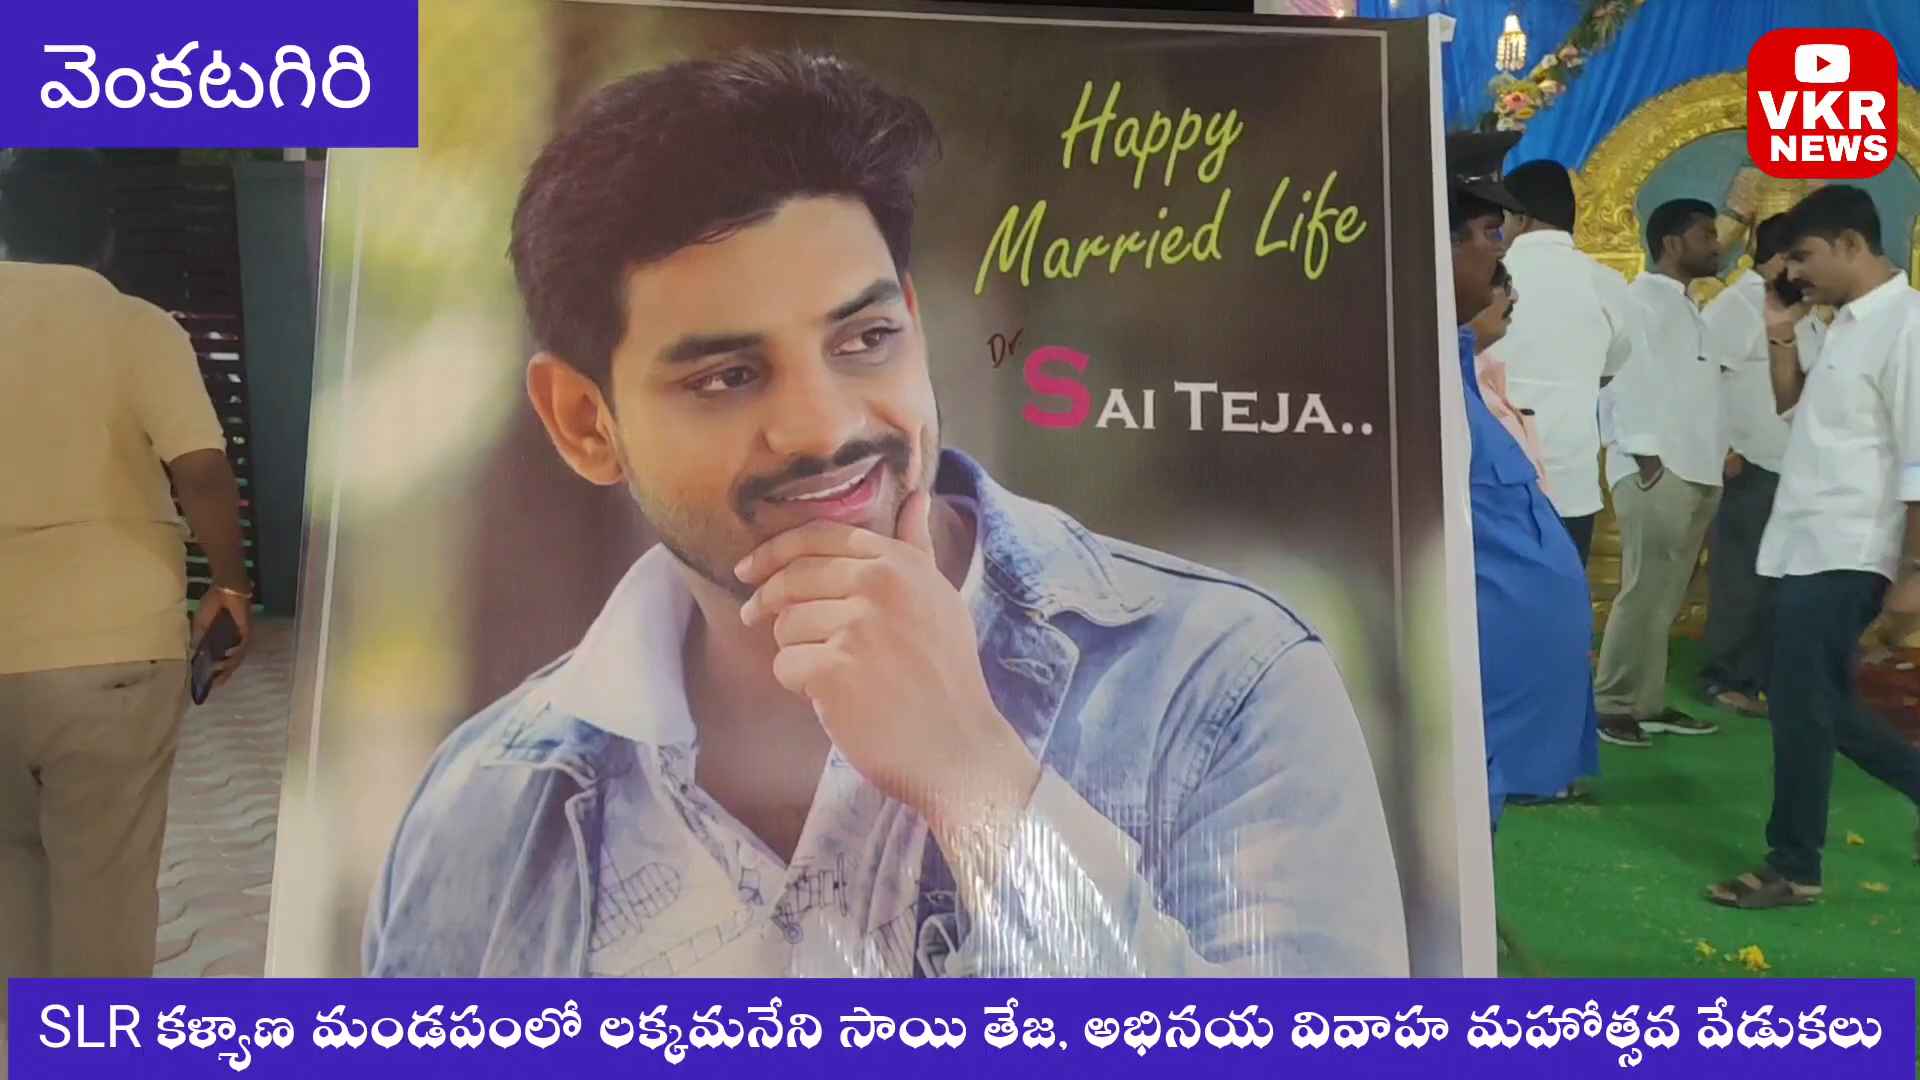 వెంకటగిరి
VKR
NEWS
Happy
Married Life
Dr.
SAI TEJA..
SLR కళ్యాణ మండపంలో లక్కమనేని సాయి తేజ, అభినయ వివాహ మహోత్సవ వేడుకలు